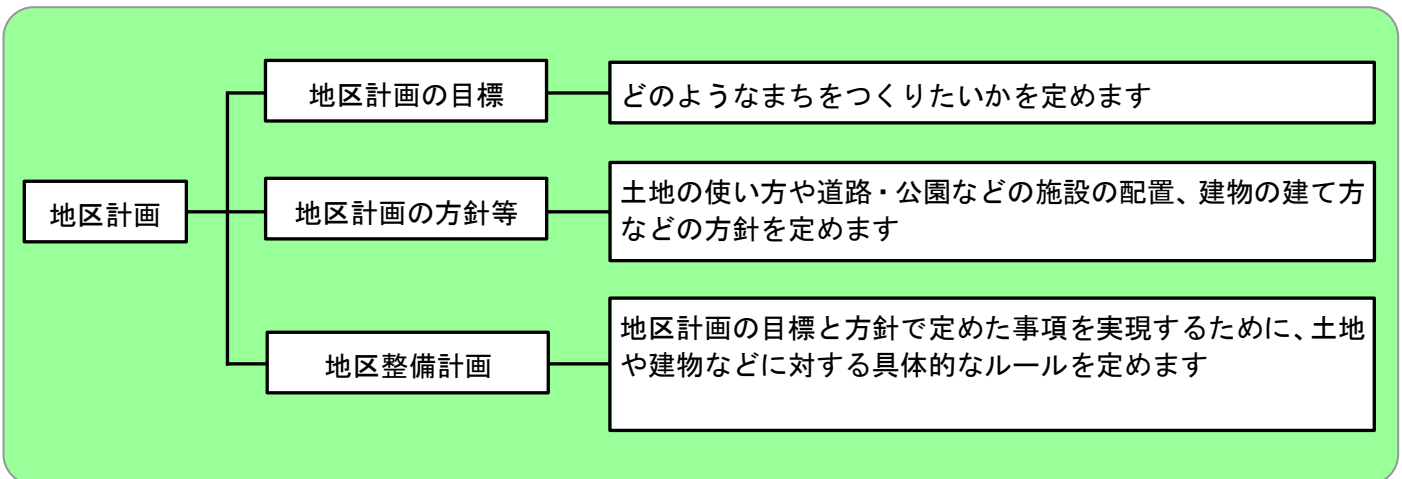 地区計画
地区計画の目標
どのようなまちをつくりたいかを定めます
地区計画の方針等
土地の使い方や道路・公園などの施設の配置、建物の建て方
などの方針を定めます
地区整備計画
地区計画の目標と方針で定めた事項を実現するために、土地
や建物などに対する具体的なルールを定めます